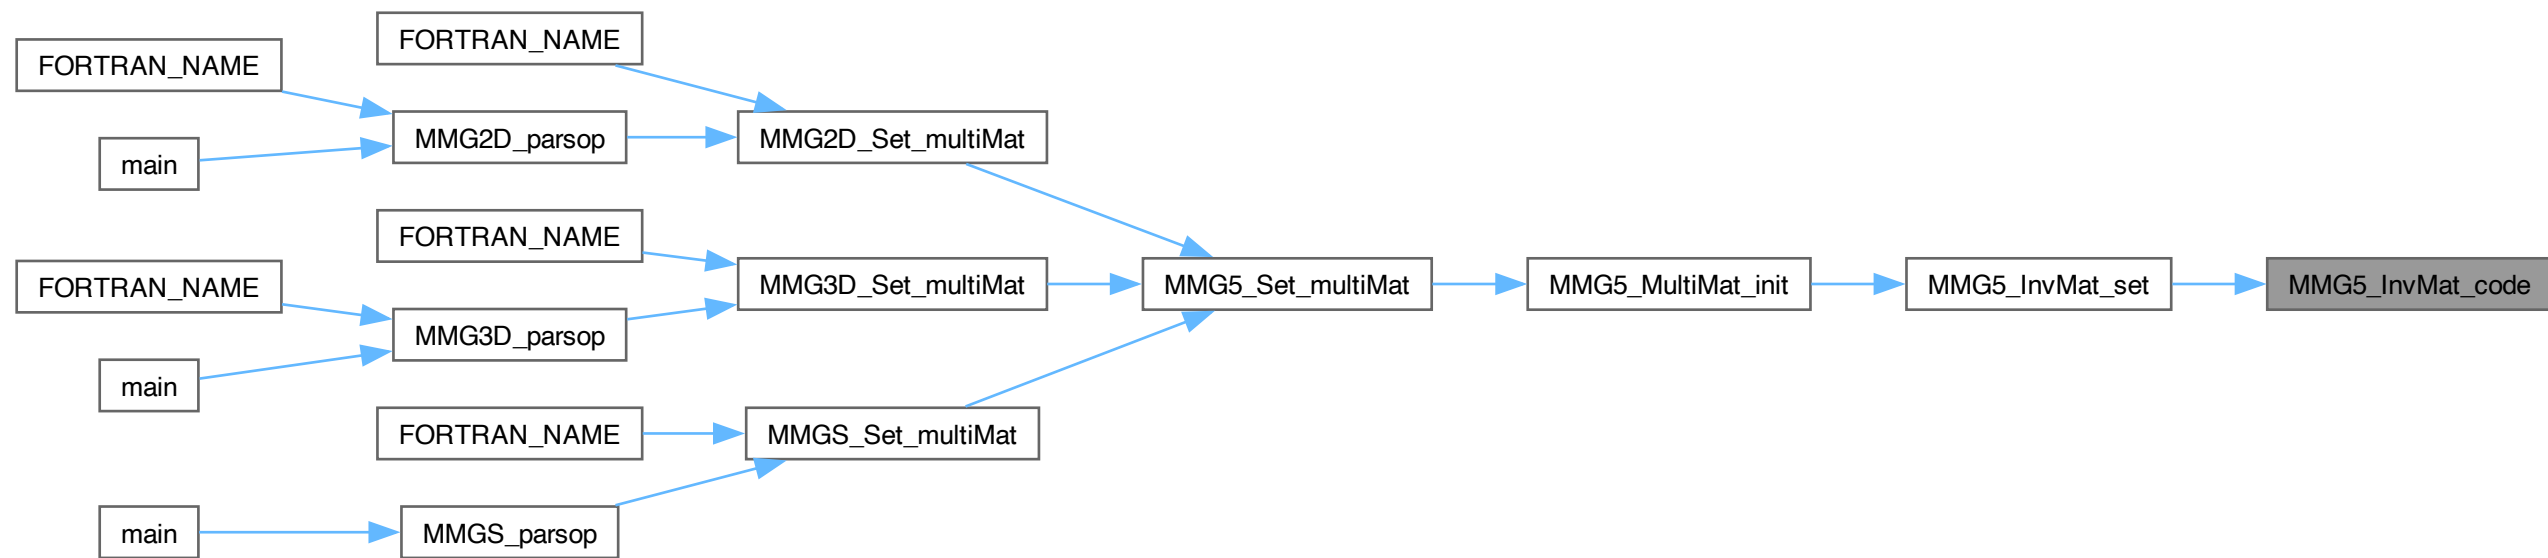 FORTRAN_NAME
FORTRAN_NAME
MMG2D_parsop
MMG2D_Set_multiMat
main
FORTRAN_NAME
FORTRAN_NAME
MMG3D_Set_multiMat
MMG5_Set_multiMat
MMG5_MultiMat_init
MMG5_InvMat_set
MMG5_InvMat_code
MMG3D_parsop
main
FORTRAN_NAME
MMGS_Set_multiMat
main
MMGS_parsop